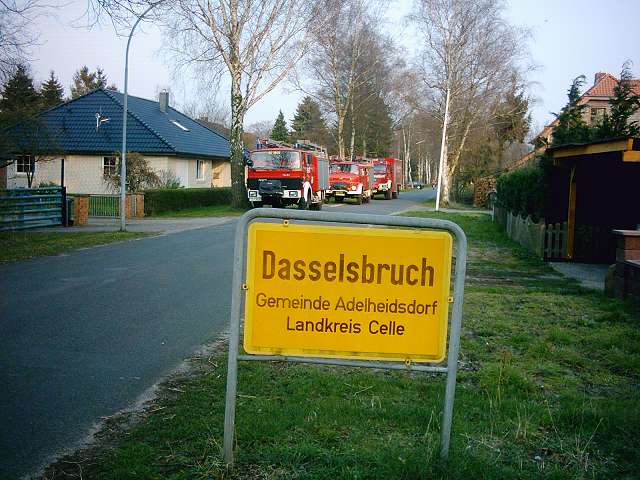 Dasselsbruch
Gemeinde Adelheidsdorf
Landkreis Celle